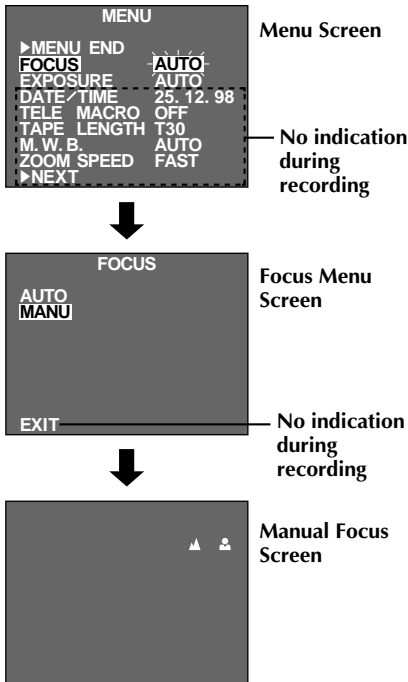 MENU
Menu Screen
▶MENU END
FOCUS AUTO
EXPOSURE AUTO
DATE/TIME 25. 12. 98
TELE MACRO OFF
TAPE LENGTH T30
M. W. B. AUTO
ZOOM SPEED FAST
▶NEXT
No indication
during
recording
FOCUS
Focus Menu
Screen
AUTO
MANU
EXIT
No indication
during
recording
Manual Focus
Screen